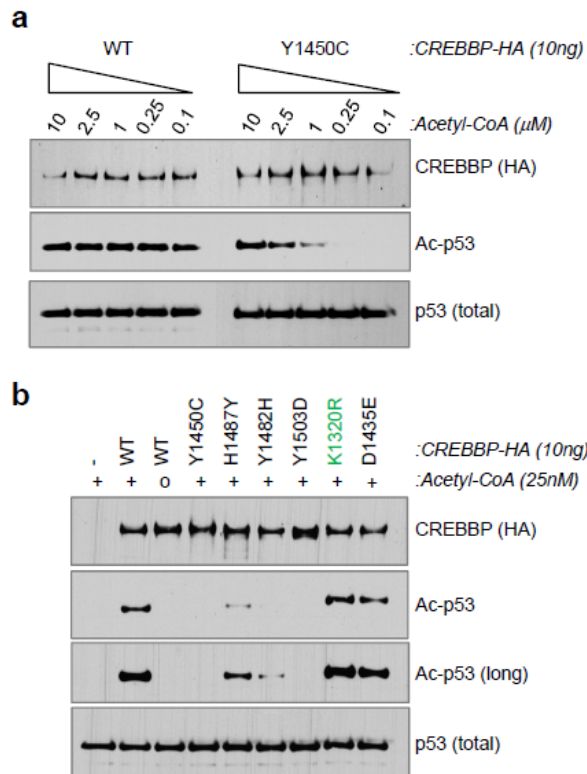 a
WT Y1450C :CREBBP-HA (10ng)
10 2.5 1 0.25 0.1 10 2.5 1 0.25 0.1 :Acetyl-CoA (μM)
CREBBP (HA)
Ac-p53
p53 (total)
b
- WT WT Y1450C H1487Y Y1482H Y1503D K1320R D1435E :CREBBP-HA (10ng)
+ + o + + + + + + :Acetyl-CoA (25nM)
CREBBP (HA)
Ac-p53
Ac-p53 (long)
p53 (total)